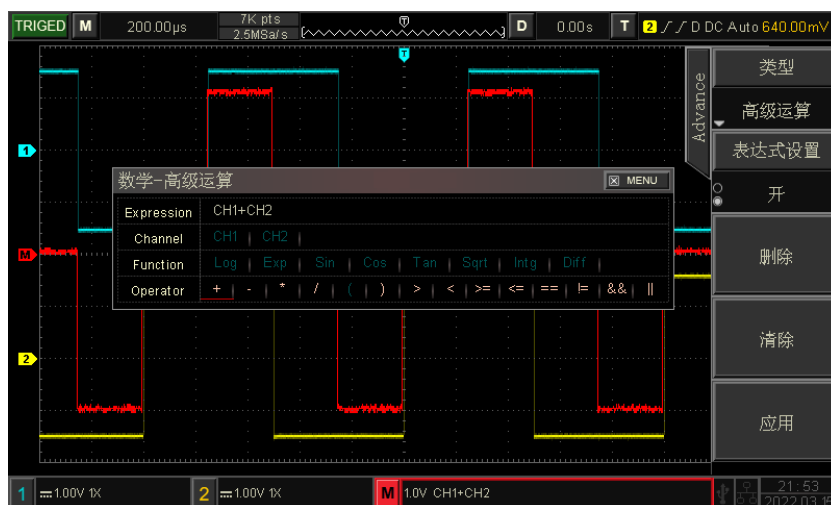 TRIGED M 200.00μs 7K pts 2.5MSa/s T D 0.00s T 2 D DC Auto 640.00mV
T
Advance
类型
高级运算
表达式设置
开
删除
清除
应用
1
M
2
数学-高级运算 MENU
Expression CH1+CH2
Channel CH1 | CH2 |
Function Log | Exp | Sin | Cos | Tan | Sqrt | Intg | Diff |
Operator + | - | * | / | ( | ) | > | < | >= | <= | == | != | && | ||
1 1.00V 1X 2 1.00V 1X M 1.0V CH1+CH2
21:53
2022.03.15